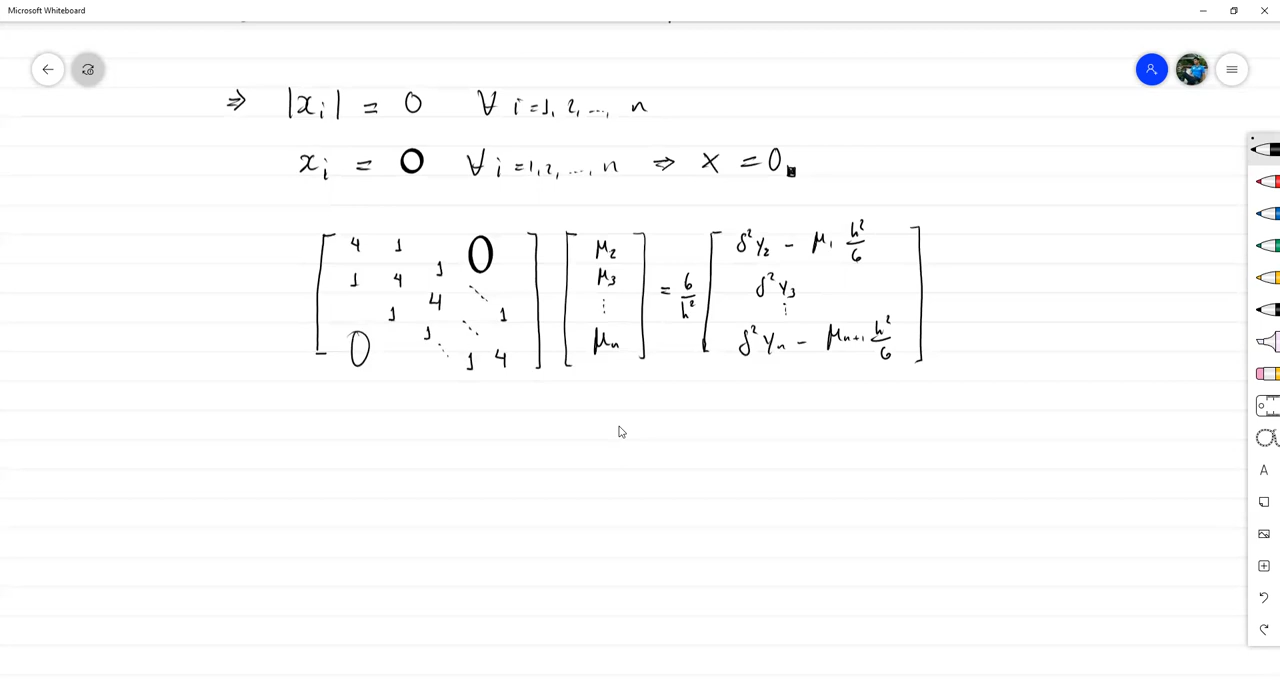 Microsoft Whiteboard
⇒ |xᵢ| = 0 ∀ i=1, 2, ..., n
xᵢ = 0 ∀ i=1,2, ..., n ⇒ x = 0.
[4 1 0; 1 4 1; 1 4 ⋱ 1; 0 1 ⋱ 1 4] [μ₂; μ₃; ⋮; μₙ] = 6/h² [δ²y₂ − μ₁ h²/6; δ²y₃; ⋮; δ²yₙ − μₙ₊₁ h²/6]
A